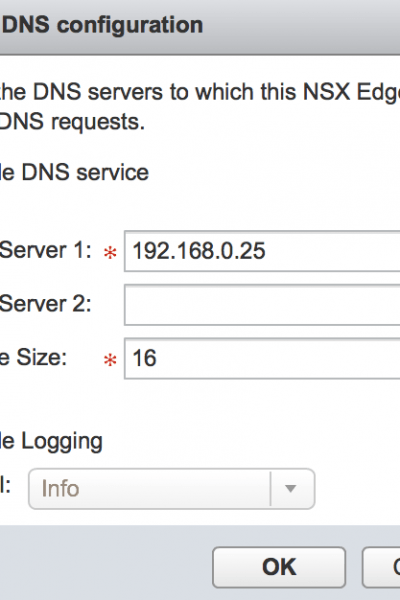 DNS configuration
the DNS servers to which this NSX Edge
DNS requests.
le DNS service
Server 1: * 192.168.0.25
Server 2:
e Size: * 16
le Logging
l: Info
OK